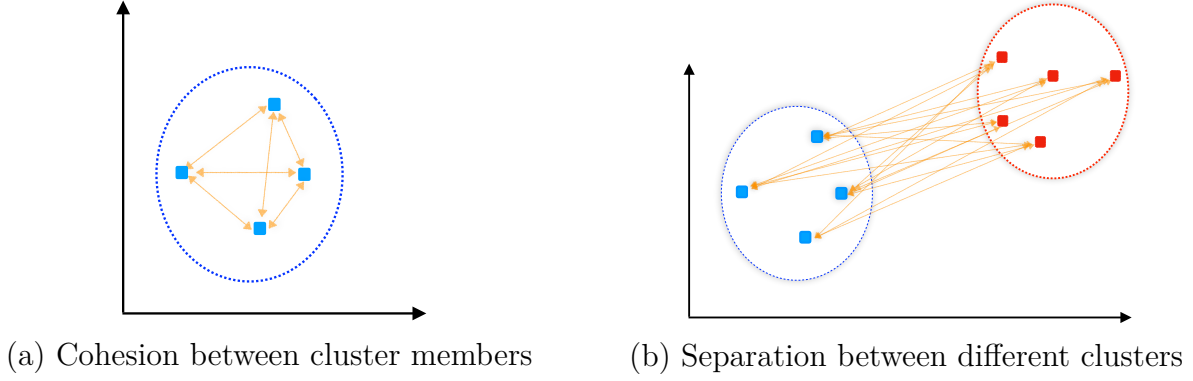 (a) Cohesion between cluster members
(b) Separation between different clusters